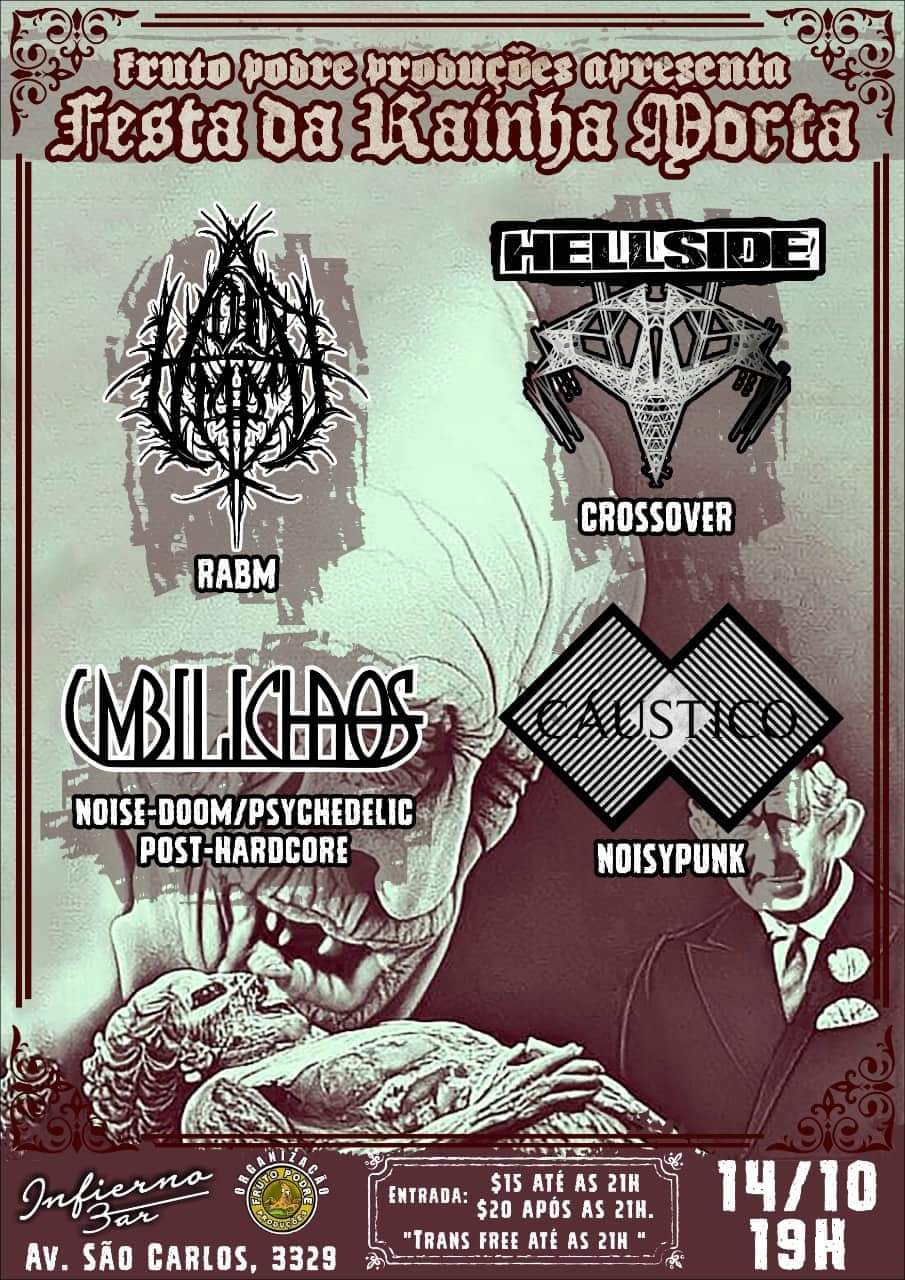 Fruto Podre Produções apresenta
Festa da Rainha Morta
HELLSIDE
CROSSOVER
RABM
UMBILICHAOS
CÁUSTICO
NOISE-DOOM/PSYCHEDELIC
POST-HARDCORE
NOISYPUNK
Infierno
Bar
AV. SÃO CARLOS, 3329
ORGANIZAÇÃO
FRUTO PODRE
PRODUÇÕES
ENTRADA: $15 ATÉ AS 21H
$20 APÓS AS 21H.
"TRANS FREE ATÉ AS 21H "
14/10
19H